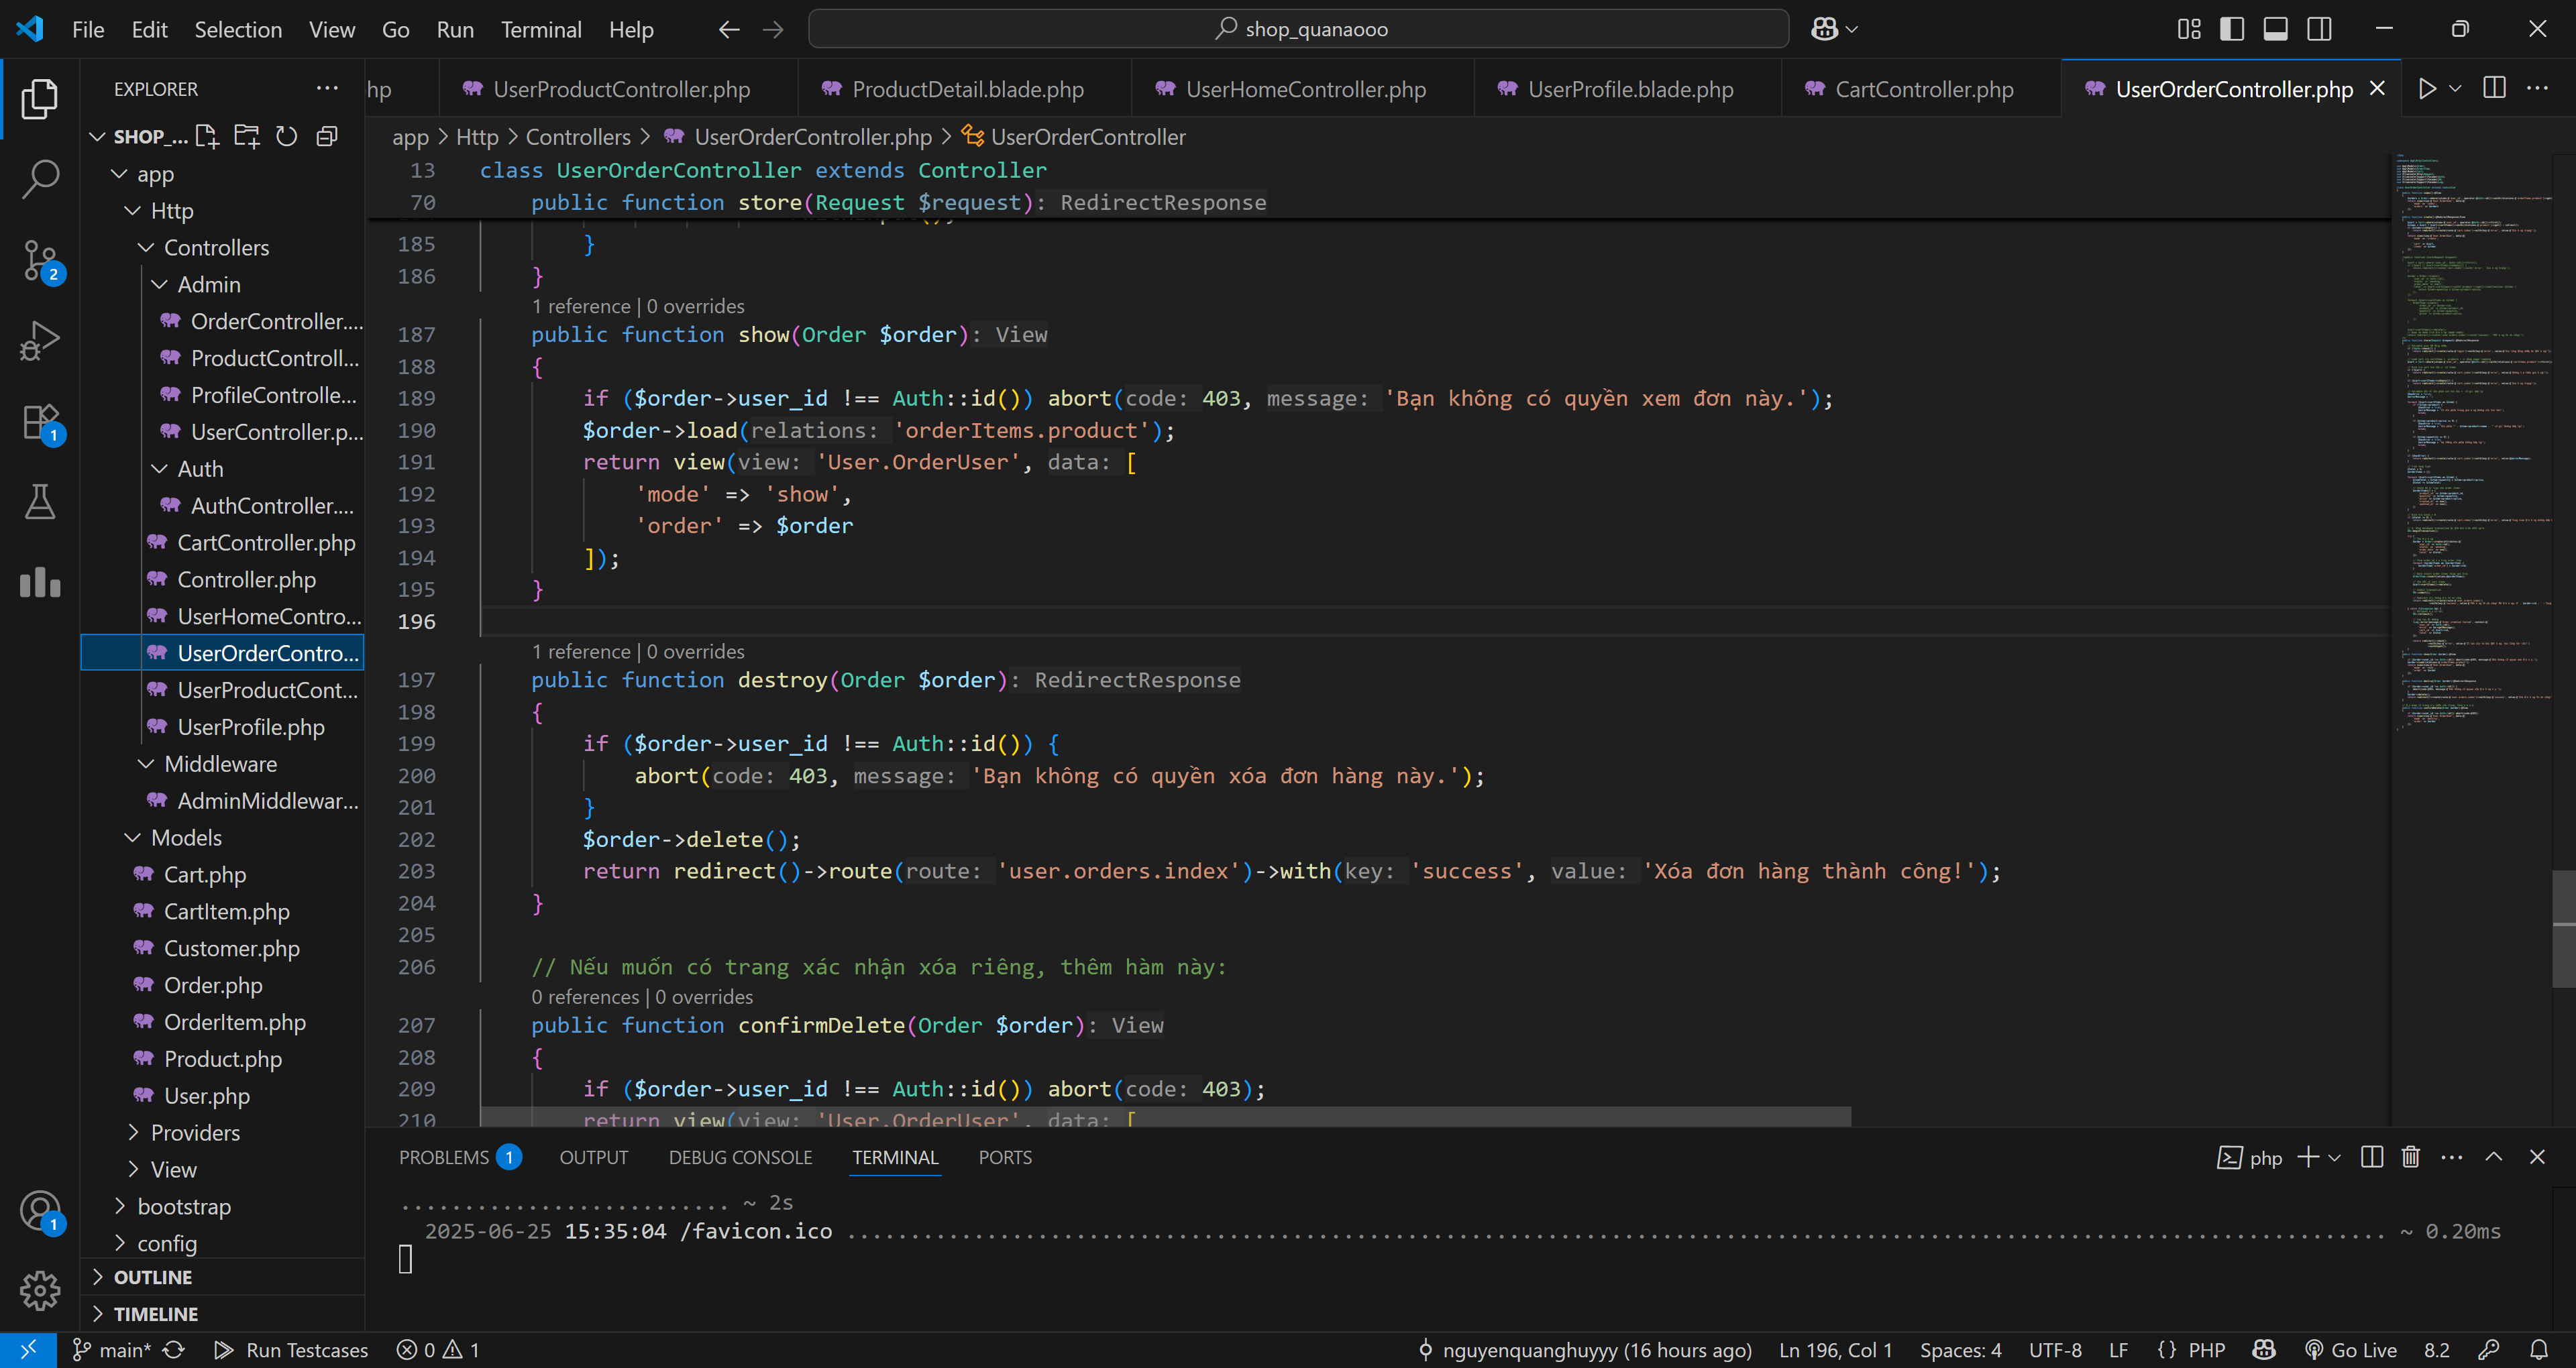 File Edit Selection View Go Run Terminal Help
shop_quanaooo
EXPLORER
hp
UserProductController.php
ProductDetail.blade.php
UserHomeController.php
UserProfile.blade.php
CartController.php
UserOrderController.php
SHOP_...
app > Http > Controllers > UserOrderController.php > UserOrderController
app
Http
Controllers
Admin
OrderController....
ProductControll...
ProfileControlle...
UserController.p...
Auth
AuthController....
CartController.php
Controller.php
UserHomeContro...
UserOrderContro...
UserProductCont...
UserProfile.php
Middleware
AdminMiddlewar...
Models
Cart.php
CartItem.php
Customer.php
Order.php
OrderItem.php
Product.php
User.php
Providers
View
bootstrap
config
OUTLINE
TIMELINE
2
1
1
13 class UserOrderController extends Controller
70 public function store(Request $request): RedirectResponse
185 }
186 }
1 reference | 0 overrides
187 public function show(Order $order): View
188 {
189 if ($order->user_id !== Auth::id()) abort(code: 403, message: 'Bạn không có quyền xem đơn này.');
190 $order->load(relations: 'orderItems.product');
191 return view(view: 'User.OrderUser', data: [
192 'mode' => 'show',
193 'order' => $order
194 ]);
195 }
196
1 reference | 0 overrides
197 public function destroy(Order $order): RedirectResponse
198 {
199 if ($order->user_id !== Auth::id()) {
200 abort(code: 403, message: 'Bạn không có quyền xóa đơn hàng này.');
201 }
202 $order->delete();
203 return redirect()->route(route: 'user.orders.index')->with(key: 'success', value: 'Xóa đơn hàng thành công!');
204 }
205
206 // Nếu muốn có trang xác nhận xóa riêng, thêm hàm này:
0 references | 0 overrides
207 public function confirmDelete(Order $order): View
208 {
209 if ($order->user_id !== Auth::id()) abort(code: 403);
210 return view(view: 'User.OrderUser', data: [
PROBLEMS 1 OUTPUT DEBUG CONSOLE TERMINAL PORTS
php
.......................... ~ 2s
2025-06-25 15:35:04 /favicon.ico .......................................................................................................................... ~ 0.20ms
main* Run Testcases 0 1
nguyenquanghuyyy (16 hours ago) Ln 196, Col 1 Spaces: 4 UTF-8 LF {} PHP Go Live 8.2